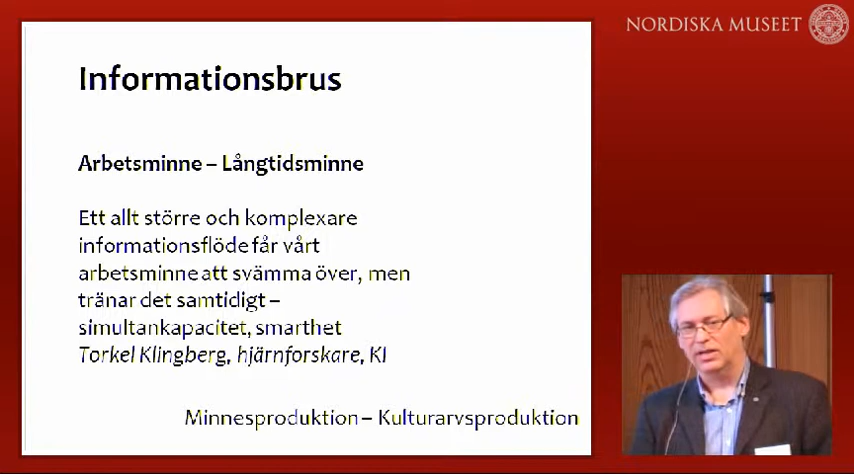 NORDISKA MUSEET
Informationsbrus
Arbetsminne – Långtidsminne
Ett allt större och komplexare
informationsflöde får vårt
arbetsminne att svämma över, men
tränar det samtidigt –
simultankapacitet, smarthet
Torkel Klingberg, hjärnforskare, KI
Minnesproduktion – Kulturarvsproduktion